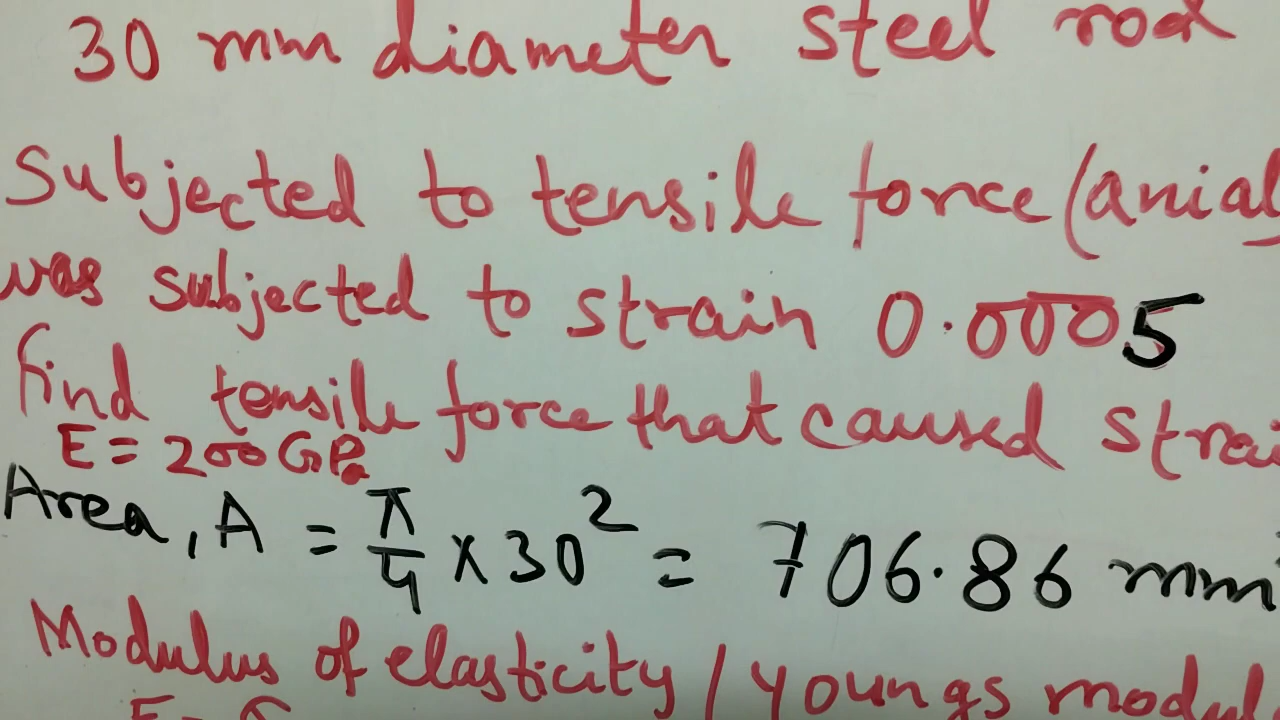 30 mm diameter steel rod
Subjected to tensile force (axial
was subjected to strain 0.0005
find tensile force that caused strai
E = 200 GPa
Area, A = π/4 × 30² = 706.86 mm
Modulus of elasticity / youngs modul
E =